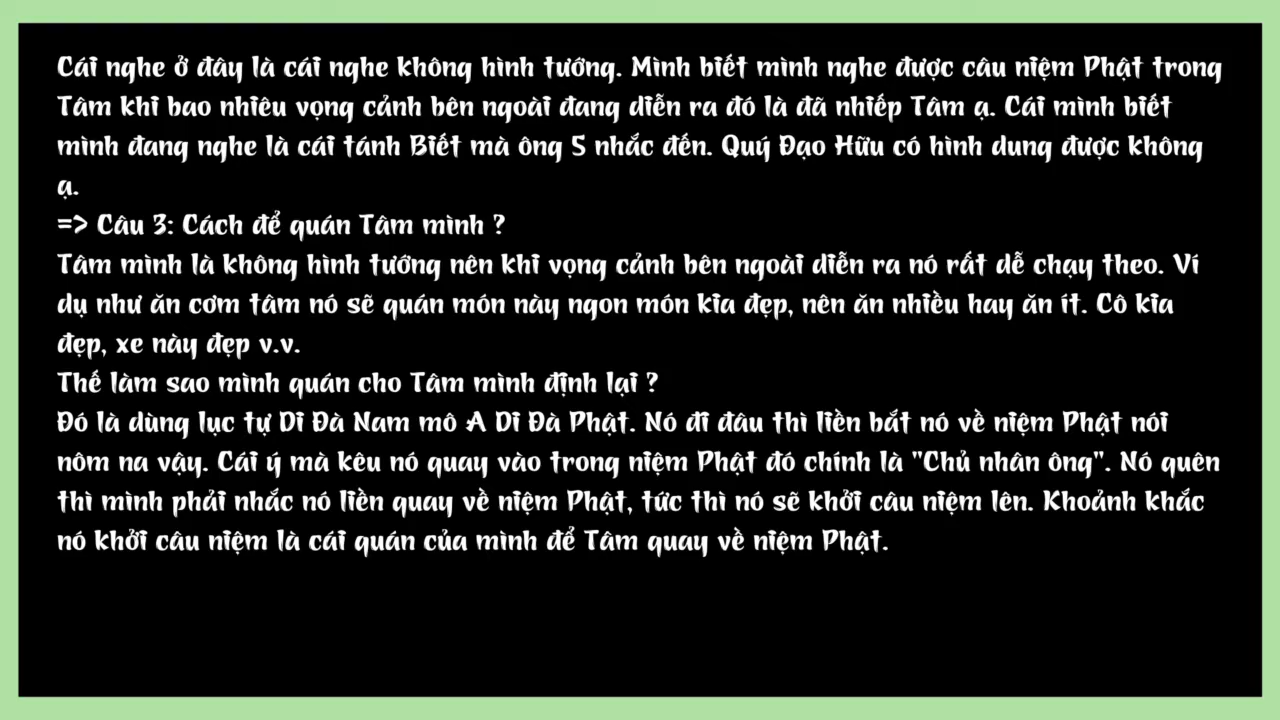 Cái nghe ở đây là cái nghe không hình tướng. Mình biết mình nghe được câu niệm Phật trong
Tâm khi bao nhiêu vọng cảnh bên ngoài đang diễn ra đó là đã nhiếp Tâm ạ. Cái mình biết
mình đang nghe là cái tánh Biết mà ông 5 nhắc đến. Quý Đạo Hữu có hình dung được không
ạ.
=> Câu 3: Cách để quán Tâm mình ?
Tâm mình là không hình tướng nên khi vọng cảnh bên ngoài diễn ra nó rất dễ chạy theo. Ví
dụ như ăn cơm tâm nó sẽ quán món này ngon món kia đẹp, nên ăn nhiều hay ăn ít. Cô kia
đẹp, xe này đẹp v.v.
Thế làm sao mình quán cho Tâm mình định lại ?
Đó là dùng lục tự Di Đà Nam mô A Di Đà Phật. Nó đi đâu thì liền bắt nó về niệm Phật nói
nôm na vậy. Cái ý mà kêu nó quay vào trong niệm Phật đó chính là "Chủ nhân ông". Nó quên
thì mình phải nhắc nó liền quay về niệm Phật, tức thì nó sẽ khởi câu niệm lên. Khoảnh khắc
nó khởi câu niệm là cái quán của mình để Tâm quay về niệm Phật.